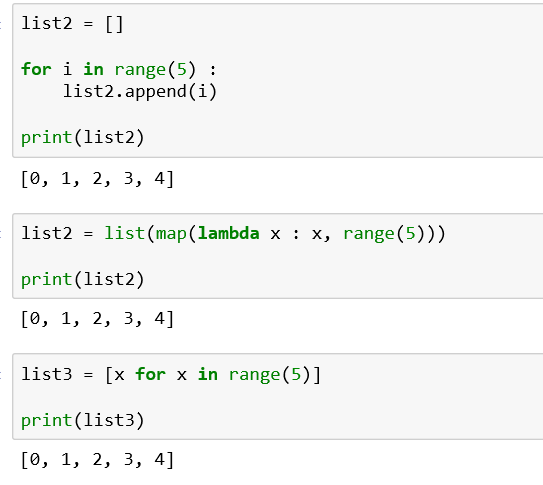 list2 = []
for i in range(5) :
    list2.append(i)
print(list2)
[0, 1, 2, 3, 4]
list2 = list(map(lambda x : x, range(5)))
print(list2)
[0, 1, 2, 3, 4]
list3 = [x for x in range(5)]
print(list3)
[0, 1, 2, 3, 4]